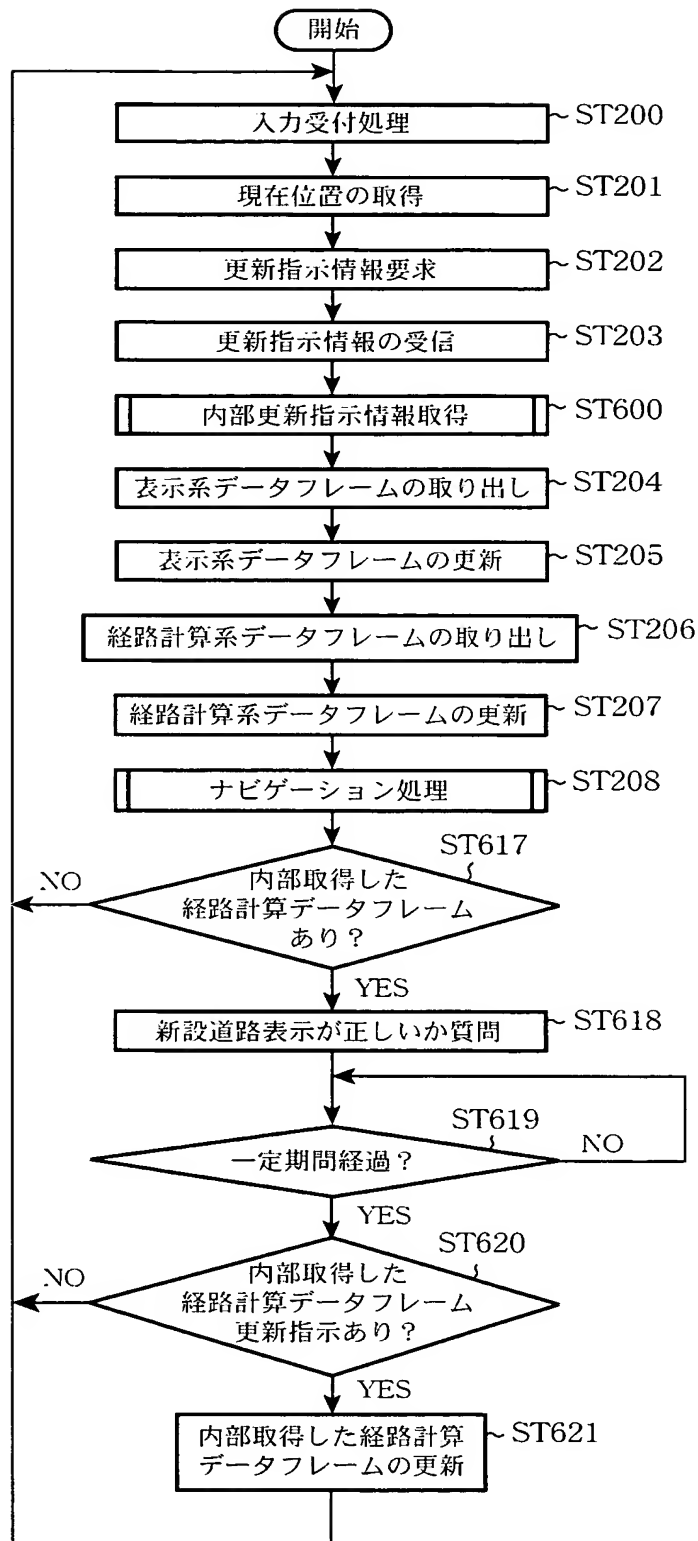 開始
入力受付処理
ST200
現在位置の取得
ST201
更新指示情報要求
ST202
更新指示情報の受信
ST203
内部更新指示情報取得
ST600
表示系データフレームの取り出し
ST204
表示系データフレームの更新
ST205
経路計算系データフレームの取り出し
ST206
経路計算系データフレームの更新
ST207
ナビゲーション処理
ST208
ST617
内部取得した
経路計算データフレーム
あり?
NO
YES
新設道路表示が正しいか質問
ST618
ST619
一定期間経過?
NO
YES
ST620
内部取得した
経路計算データフレーム
更新指示あり?
NO
YES
内部取得した経路計算
データフレームの更新
ST621